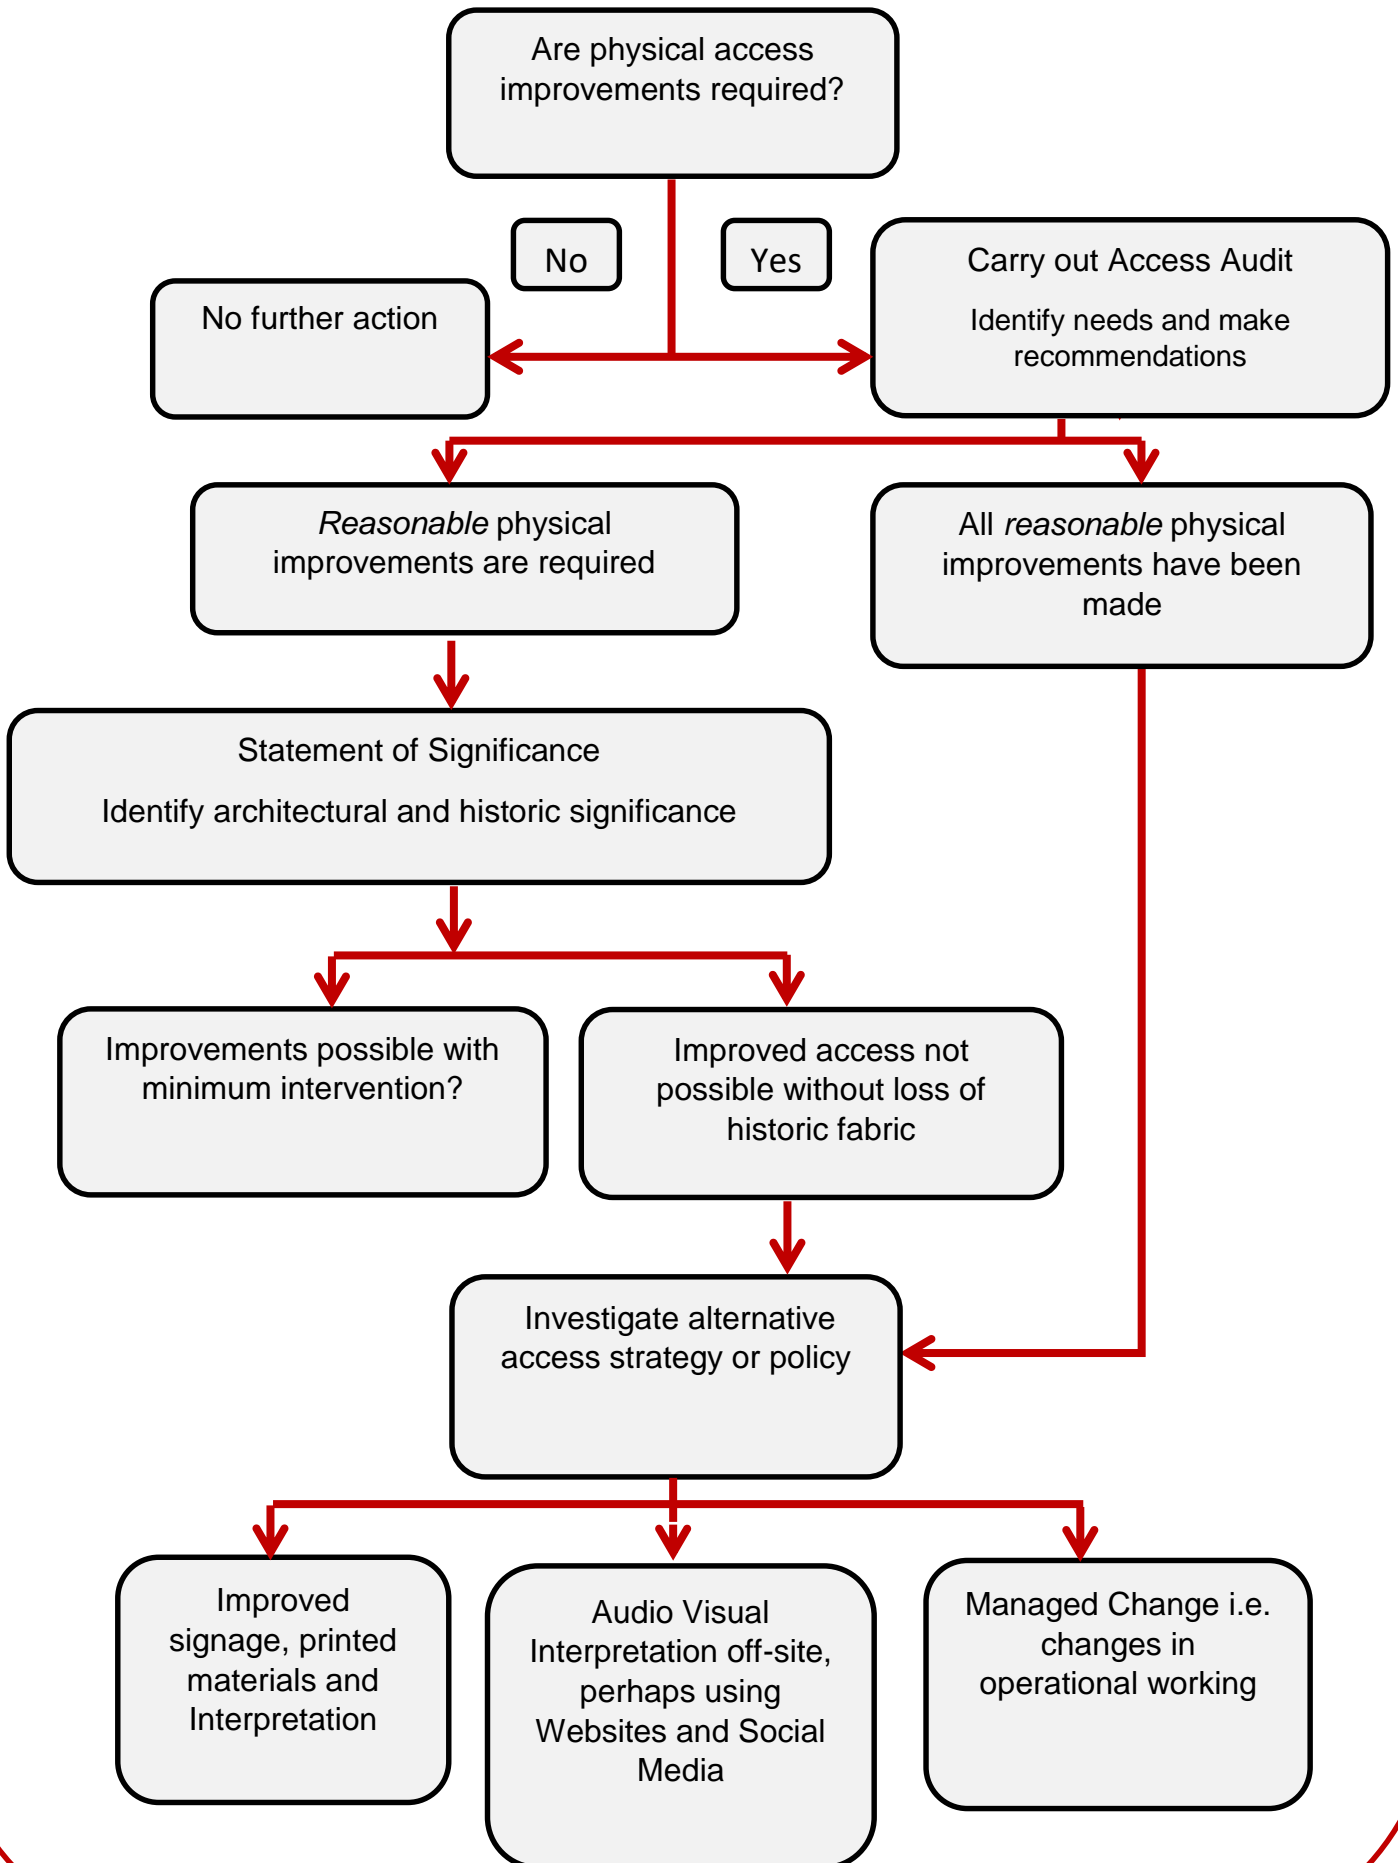 Are physical access
improvements required?
No
Yes
Carry out Access Audit
Identify needs and make
recommendations
No further action
Reasonable physical
improvements are required
All reasonable physical
improvements have been
made
Statement of Significance
Identify architectural and historic significance
Improvements possible with
minimum intervention?
Improved access not
possible without loss of
historic fabric
Investigate alternative
access strategy or policy
Improved
signage, printed
materials and
Interpretation
Audio Visual
Interpretation off-site,
perhaps using
Websites and Social
Media
Managed Change i.e.
changes in
operational working